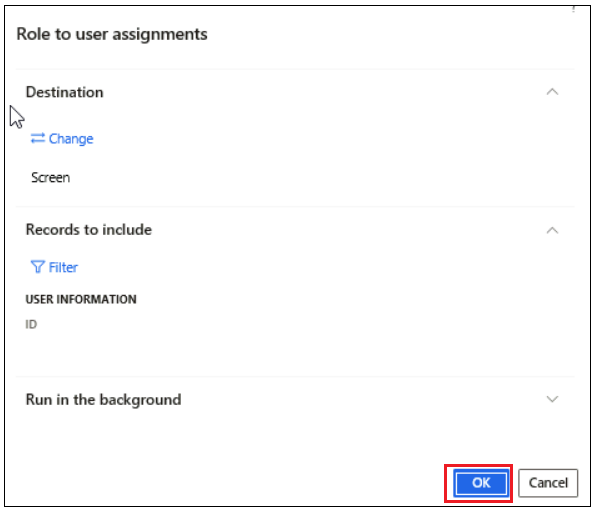 Role to user assignments
Destination
Change
Screen
Records to include
Filter
USER INFORMATION
ID
Run in the background
OK Cancel